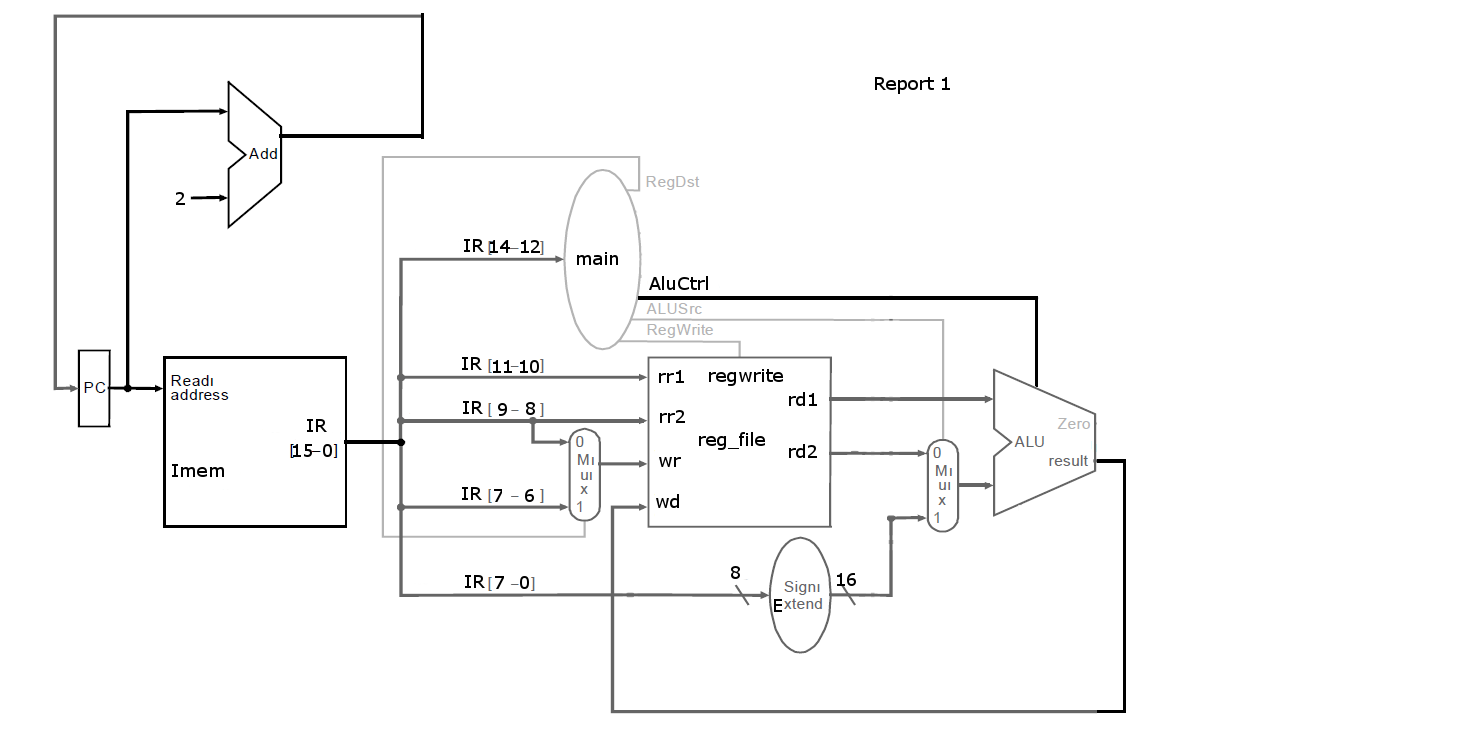 Report 1
Add
2
RegDst
IR [14-12]
main
AluCtrl
ALUSrc
RegWrite
IR [11-10]
rr1
regwrite
rd1
PC
Readı
address
IR
[15-0]
Imem
IR [ 9 - 8 ]
rr2
reg_file
rd2
0
Mı
uı
x
1
wr
wd
IR [7 - 6 ]
0
Mı
uı
x
1
Zero
ALU
result
IR [7 -0]
8
Signı
Extend
16